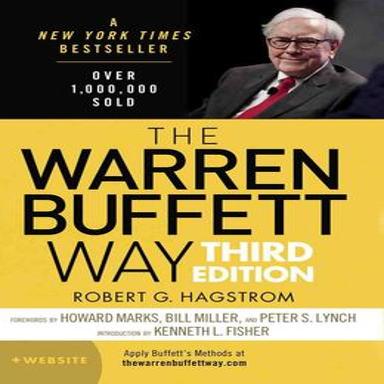 A
NEW YORK TIMES
BESTSELLER
OVER
1,000,000
SOLD
THE
WARREN
BUFFETT
WAY THIRD EDITION
ROBERT G. HAGSTROM
FOREWORDS BY HOWARD MARKS, BILL MILLER, AND PETER S. LYNCH
INTRODUCTION BY KENNETH L. FISHER
+ WEBSITE
Apply Buffett's Methods at
thewarrenbuffettway.com